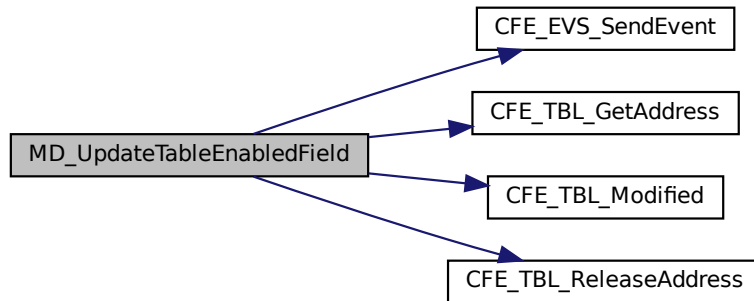 CFE_EVS_SendEvent
CFE_TBL_GetAddress
MD_UpdateTableEnabledField
CFE_TBL_Modified
CFE_TBL_ReleaseAddress